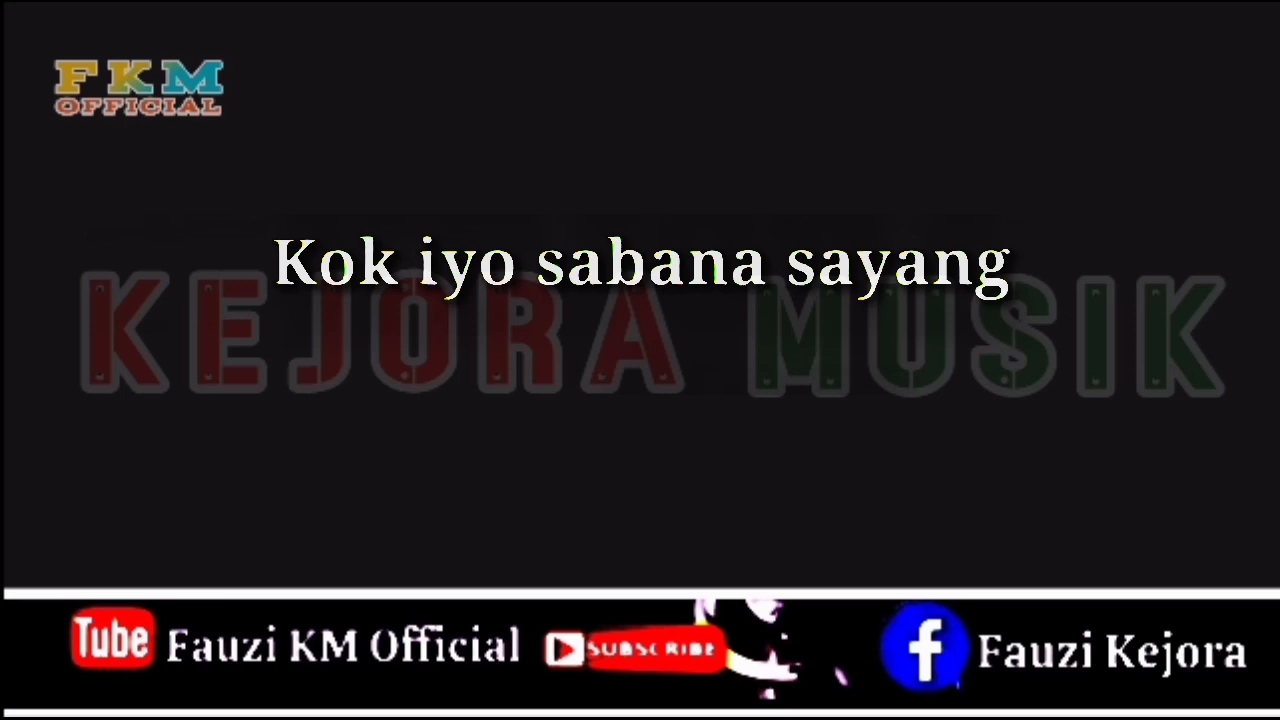 FKM
OFFICIAL
Kok iyo sabana sayang
KEJORA MUSIK
Tube Fauzi KM Official SUBSCRIBE f Fauzi Kejora